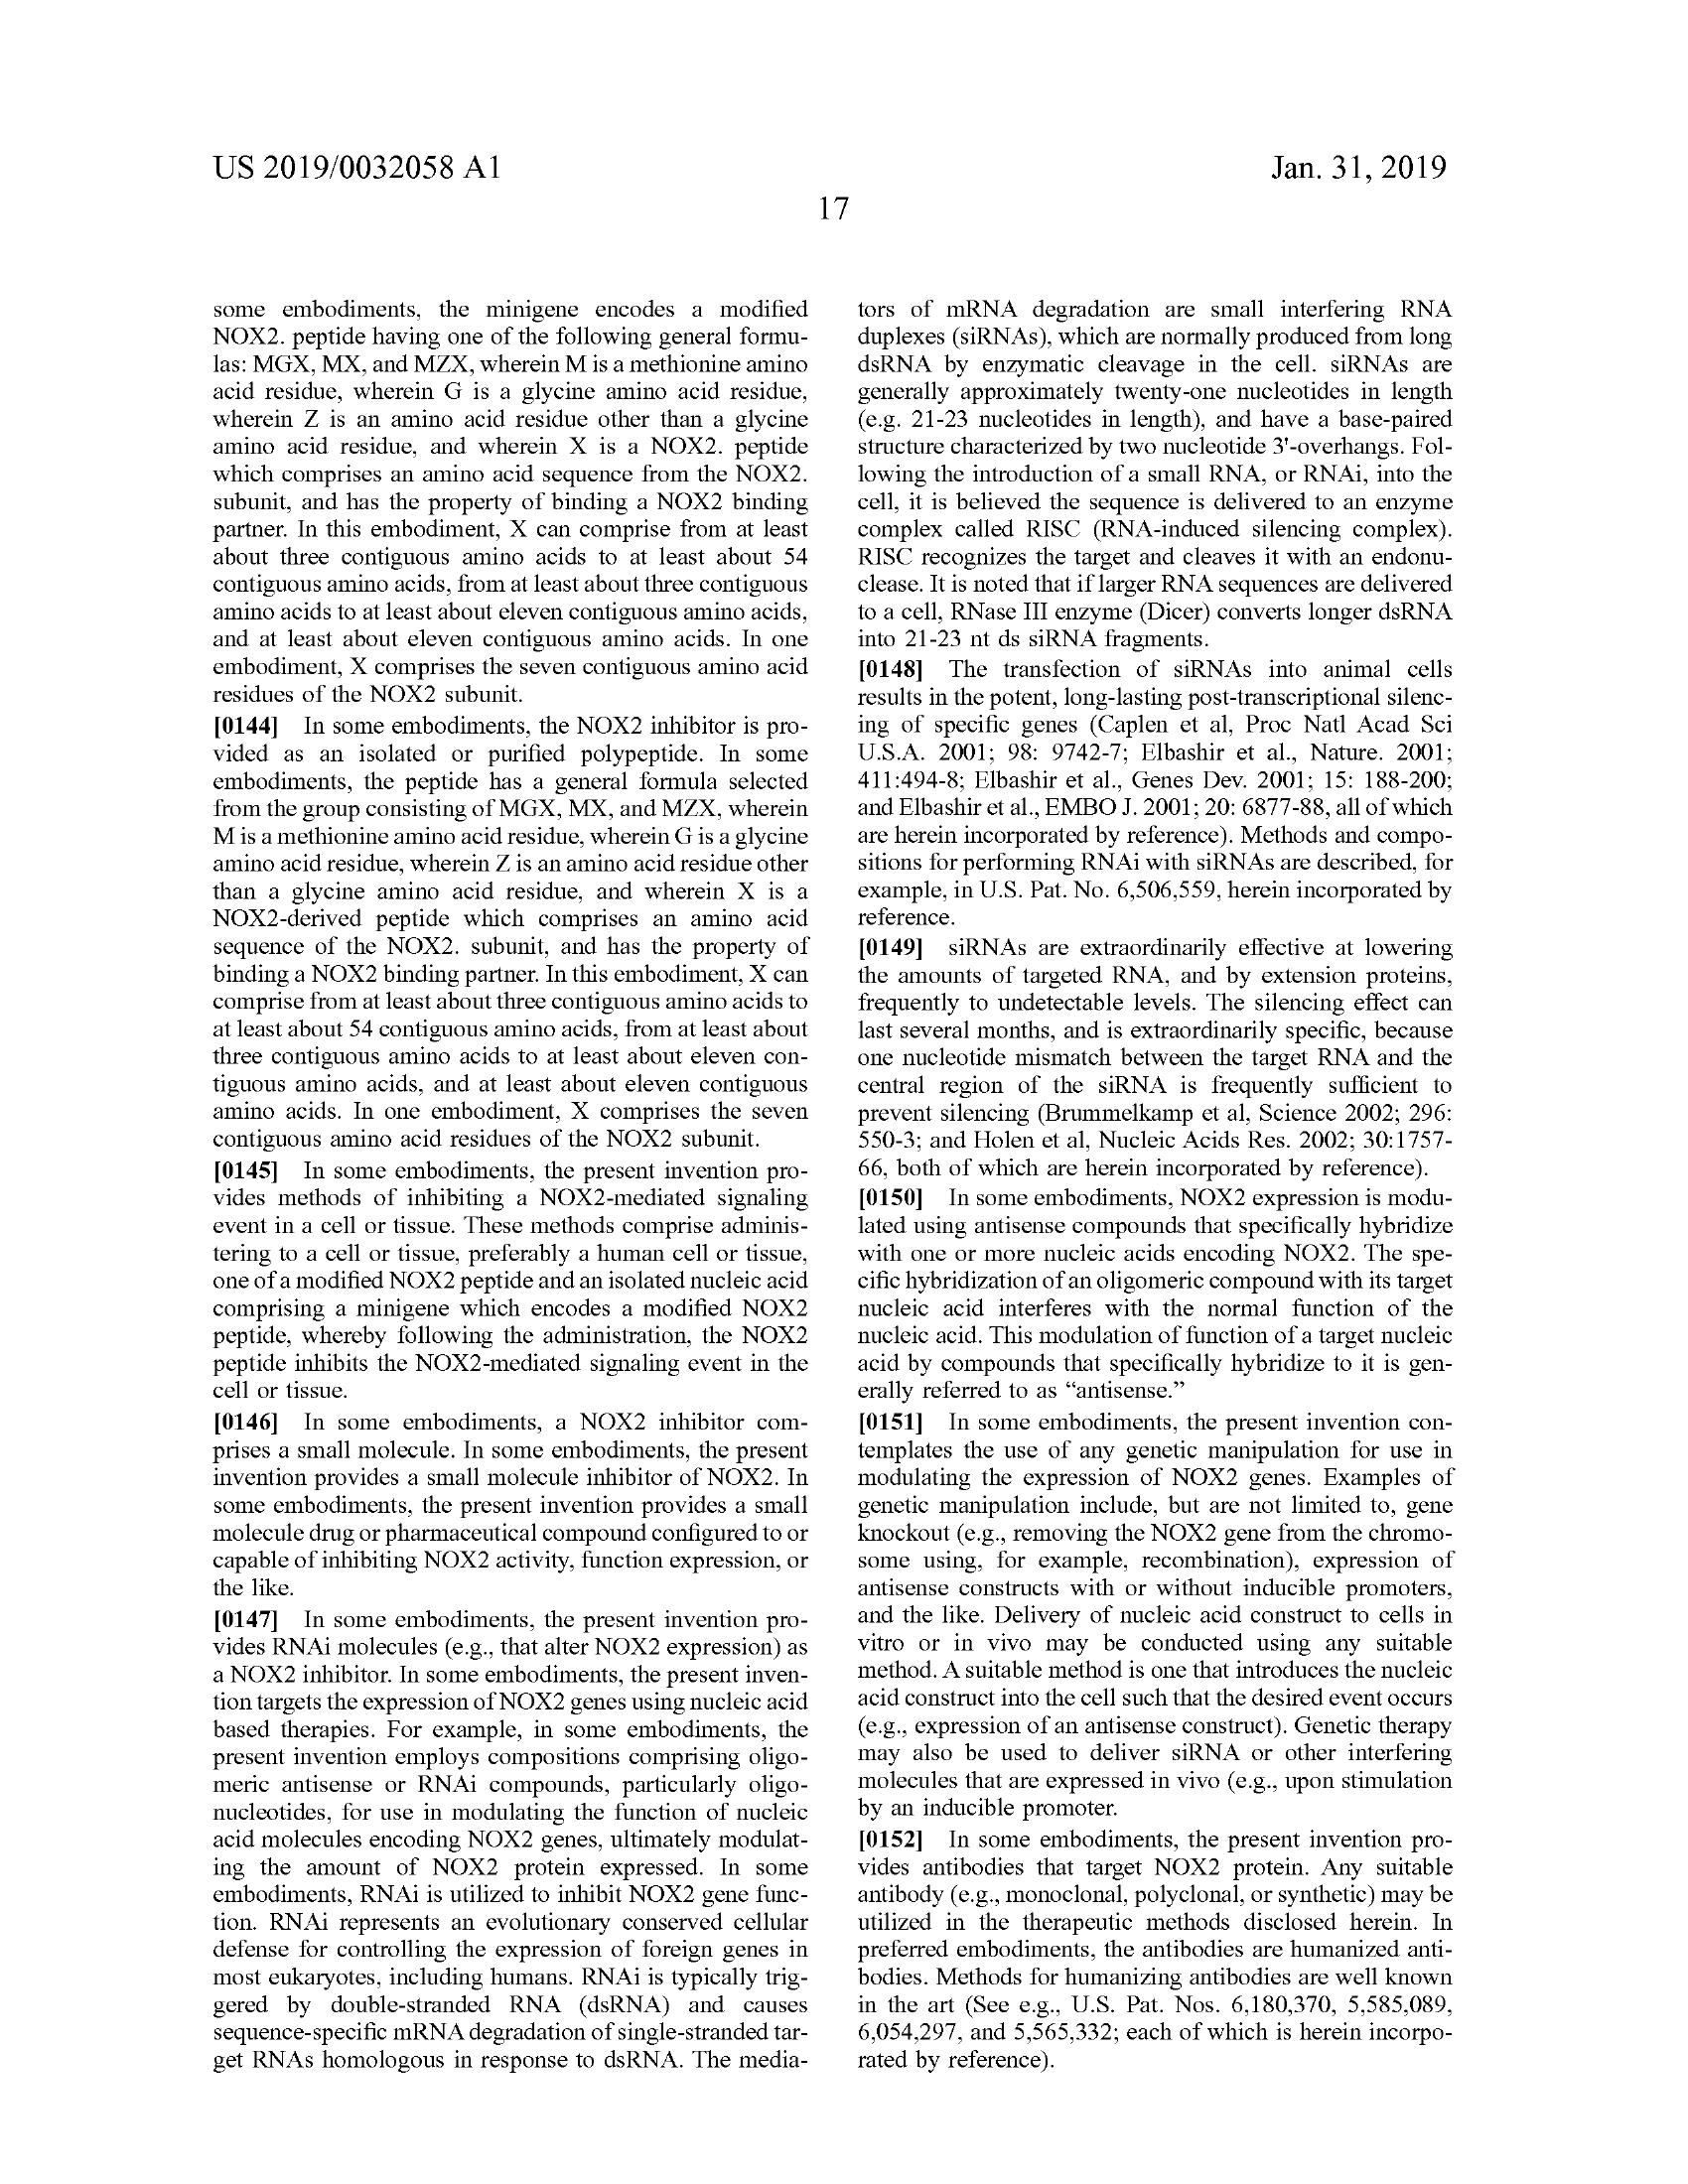 US 2019/0032058 A1
Jan. 31, 2019
17
some embodiments, the minigene encodes a modified
NOX2. peptide having one of the following general formu-
las: MGX, MX, and MZX, wherein M is a methionine amino
acid residue, wherein G is a glycine amino acid residue,
wherein Z is an amino acid residue other than a glycine
amino acid residue, and wherein X is a NOX2. peptide
which comprises an amino acid sequence from the NOX2.
subunit, and has the property of binding a NOX2 binding
partner. In this embodiment, X can comprise from at least
about three contiguous amino acids to at least about 54
contiguous amino acids, from at least about three contiguous
amino acids to at least about eleven contiguous amino acids,
and at least about eleven contiguous amino acids. In one
embodiment, X comprises the seven contiguous amino acid
residues of the NOX2 subunit.
[0144] In some embodiments, the NOX2 inhibitor is pro-
vided as an isolated or purified polypeptide. In some
embodiments, the peptide has a general formula selected
from the group consisting of MGX, MX, and MZX, wherein
M is a methionine amino acid residue, wherein G is a glycine
amino acid residue, wherein Z is an amino acid residue other
than a glycine amino acid residue, and wherein X is a
NOX2-derived peptide which comprises an amino acid
sequence of the NOX2. subunit, and has the property of
binding a NOX2 binding partner. In this embodiment, X can
comprise from at least about three contiguous amino acids to
at least about 54 contiguous amino acids, from at least about
three contiguous amino acids to at least about eleven con-
tiguous amino acids, and at least about eleven contiguous
amino acids. In one embodiment, X comprises the seven
contiguous amino acid residues of the NOX2 subunit.
[0145] In some embodiments, the present invention pro-
vides methods of inhibiting a NOX2-mediated signaling
event in a cell or tissue. These methods comprise adminis-
tering to a cell or tissue, preferably a human cell or tissue,
one of a modified NOX2 peptide and an isolated nucleic acid
comprising a minigene which encodes a modified NOX2
peptide, whereby following the administration, the NOX2
peptide inhibits the NOX2-mediated signaling event in the
cell or tissue.
[0146] In some embodiments, a NOX2 inhibitor com-
prises a small molecule. In some embodiments, the present
invention provides a small molecule inhibitor of NOX2. In
some embodiments, the present invention provides a small
molecule drug or pharmaceutical compound configured to or
capable of inhibiting NOX2 activity, function expression, or
the like.
[0147] In some embodiments, the present invention pro-
vides RNAi molecules (e.g., that alter NOX2 expression) as
a NOX2 inhibitor. In some embodiments, the present inven-
tion targets the expression of NOX2 genes using nucleic acid
based therapies. For example, in some embodiments, the
present invention employs compositions comprising oligo-
meric antisense or RNAi compounds, particularly oligo-
nucleotides, for use in modulating the function of nucleic
acid molecules encoding NOX2 genes, ultimately modulat-
ing the amount of NOX2 protein expressed. In some
embodiments, RNAi is utilized to inhibit NOX2 gene func-
tion. RNAi represents an evolutionary conserved cellular
defense for controlling the expression of foreign genes in
most eukaryotes, including humans. RNAi is typically trig-
gered by double-stranded RNA (dsRNA) and causes
sequence-specific mRNA degradation of single-stranded tar-
get RNAs homologous in response to dsRNA. The media-
tors of mRNA degradation are small interfering RNA
duplexes (siRNAs), which are normally produced from long
dsRNA by enzymatic cleavage in the cell. siRNAs are
generally approximately twenty-one nucleotides in length
(e.g. 21-23 nucleotides in length), and have a base-paired
structure characterized by two nucleotide 3'-overhangs. Fol-
lowing the introduction of a small RNA, or RNAi, into the
cell, it is believed the sequence is delivered to an enzyme
complex called RISC (RNA-induced silencing complex).
RISC recognizes the target and cleaves it with an endonu-
clease. It is noted that if larger RNA sequences are delivered
to a cell, RNase III enzyme (Dicer) converts longer dsRNA
into 21-23 nt ds siRNA fragments.
[0148] The transfection of siRNAs into animal cells
results in the potent, long-lasting post-transcriptional silenc-
ing of specific genes (Caplen et al, Proc Natl Acad Sci
U.S.A. 2001; 98: 9742-7; Elbashir et al., Nature. 2001;
411:494-8; Elbashir et al., Genes Dev. 2001; 15: 188-200;
and Elbashir et al., EMBO J. 2001; 20: 6877-88, all of which
are herein incorporated by reference). Methods and compo-
sitions for performing RNAi with siRNAs are described, for
example, in U.S. Pat. No. 6,506,559, herein incorporated by
reference.
[0149] siRNAs are extraordinarily effective at lowering
the amounts of targeted RNA, and by extension proteins,
frequently to undetectable levels. The silencing effect can
last several months, and is extraordinarily specific, because
one nucleotide mismatch between the target RNA and the
central region of the siRNA is frequently sufficient to
prevent silencing (Brummelkamp et al, Science 2002; 296:
550-3; and Holen et al, Nucleic Acids Res. 2002; 30:1757-
66, both of which are herein incorporated by reference).
[0150] In some embodiments, NOX2 expression is modu-
lated using antisense compounds that specifically hybridize
with one or more nucleic acids encoding NOX2. The spe-
cific hybridization of an oligomeric compound with its target
nucleic acid interferes with the normal function of the
nucleic acid. This modulation of function of a target nucleic
acid by compounds that specifically hybridize to it is gen-
erally referred to as “antisense.”
[0151] In some embodiments, the present invention con-
templates the use of any genetic manipulation for use in
modulating the expression of NOX2 genes. Examples of
genetic manipulation include, but are not limited to, gene
knockout (e.g., removing the NOX2 gene from the chromo-
some using, for example, recombination), expression of
antisense constructs with or without inducible promoters,
and the like. Delivery of nucleic acid construct to cells in
vitro or in vivo may be conducted using any suitable
method. A suitable method is one that introduces the nucleic
acid construct into the cell such that the desired event occurs
(e.g., expression of an antisense construct). Genetic therapy
may also be used to deliver siRNA or other interfering
molecules that are expressed in vivo (e.g., upon stimulation
by an inducible promoter.
[0152] In some embodiments, the present invention pro-
vides antibodies that target NOX2 protein. Any suitable
antibody (e.g., monoclonal, polyclonal, or synthetic) may be
utilized in the therapeutic methods disclosed herein. In
preferred embodiments, the antibodies are humanized anti-
bodies. Methods for humanizing antibodies are well known
in the art (See e.g., U.S. Pat. Nos. 6,180,370, 5,585,089,
6,054,297, and 5,565,332; each of which is herein incorpo-
rated by reference).